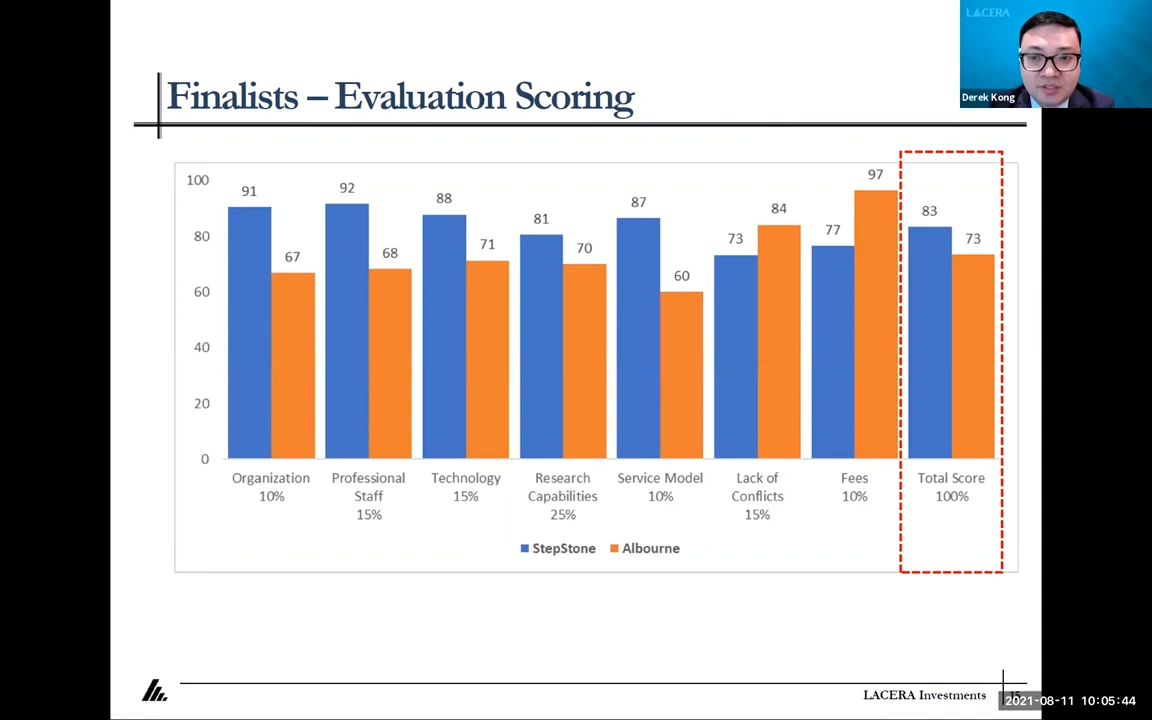 LACERA
Derek Kong
Finalists – Evaluation Scoring
100
80
60
40
20
0
91
67
92
68
88
71
81
70
87
60
73
84
77
97
83
73
Organization
10%
Professional
Staff
15%
Technology
15%
Research
Capabilities
25%
Service Model
10%
Lack of
Conflicts
15%
Fees
10%
Total Score
100%
StepStone
Albourne
LACERA Investments
2021-08-11 10:05:44